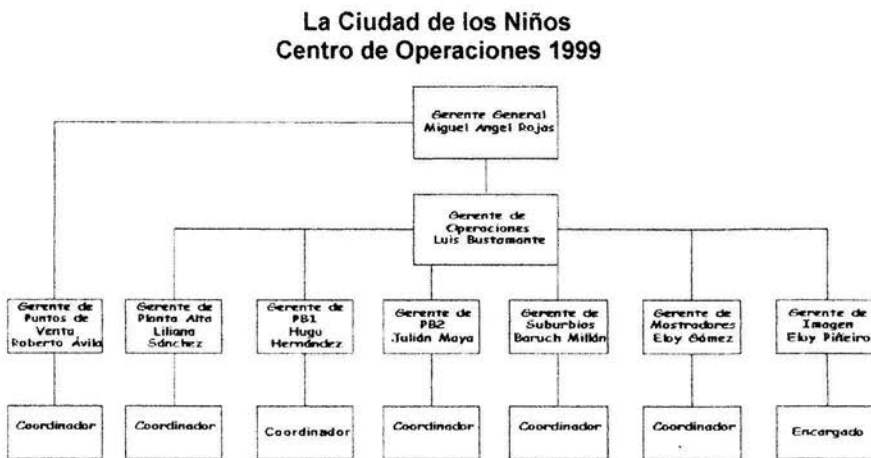 La Ciudad de los Niños
Centro de Operaciones 1999
Gerente General
Miguel Angel Rojas
Gerente de
Operaciones
Luis Bustamante
Gerente de
Puntos de
Venta
Roberto Ávila
Gerente de
Planta Alta
Liliana
Sánchez
Gerente de
PB1
Hugo
Hernández
Gerente de
PB2
Julián Maya
Gerente de
Suburbios
Baruch Millán
Gerente de
Mostradores
Eloy Gómez
Gerente de
Imagen
Eloy Piñeiro
Coordinador
Coordinador
Coordinador
Coordinador
Coordinador
Coordinador
Encargado